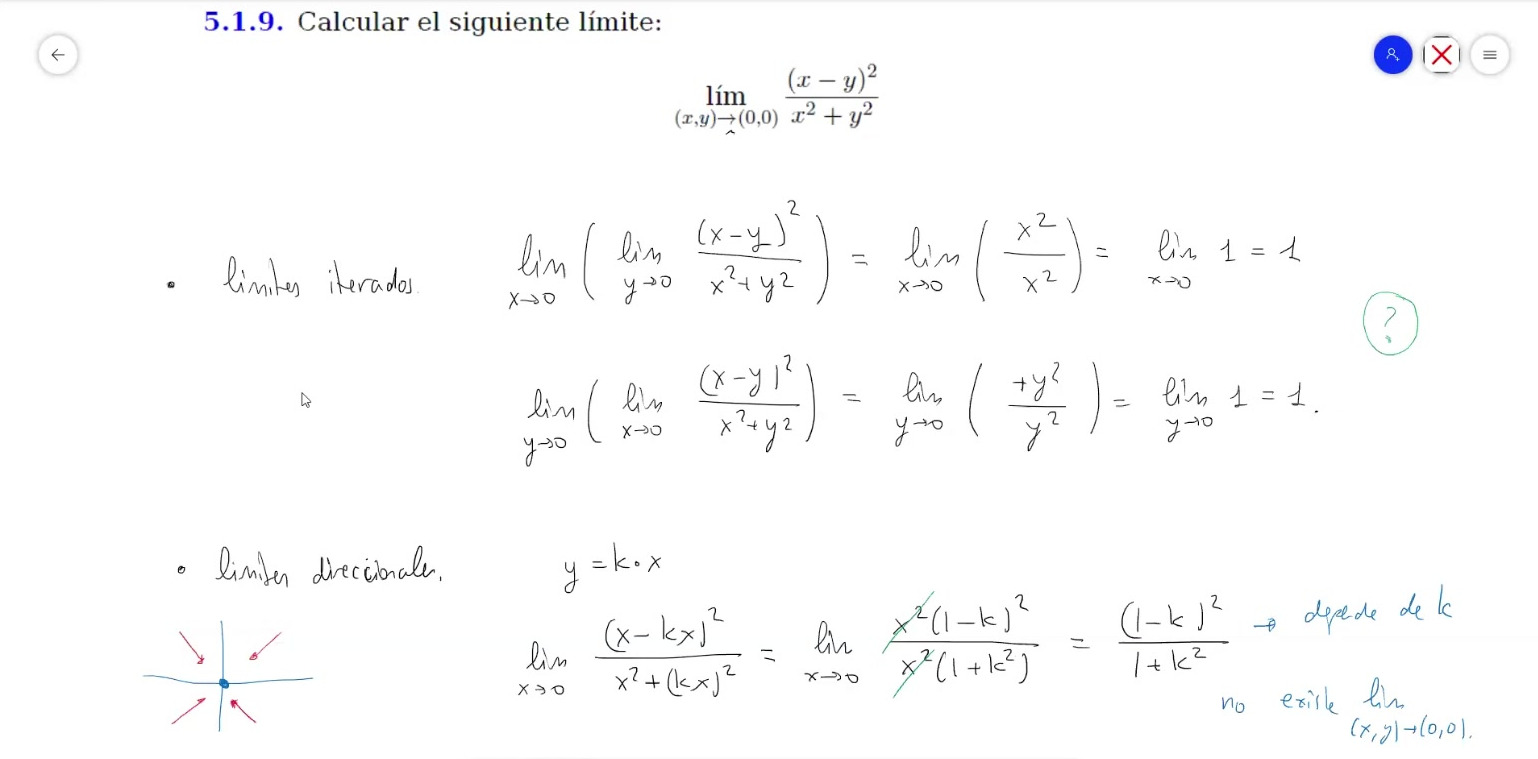 5.1.9. Calcular el siguiente límite:
lím (x,y)→(0,0) (x − y)² / x² + y²
• limites iterados. lim x→0 ( lim y→0 (x-y)² / x²+y² ) = lim x→0 ( x² / x² ) = lim x→0 1 = 1
?
lim y→0 ( lim x→0 (x-y)² / x²+y² ) = lim y→0 ( +y² / y² ) = lim y→0 1 = 1.
• limites direccionales. y = k·x
lim x→0 (x-kx)² / x²+(kx)² = lim x→0 x²(1-k)² / x²(1+k²) = (1-k)² / 1+k² → depede de k
no existe lim (x,y)→(0,0).